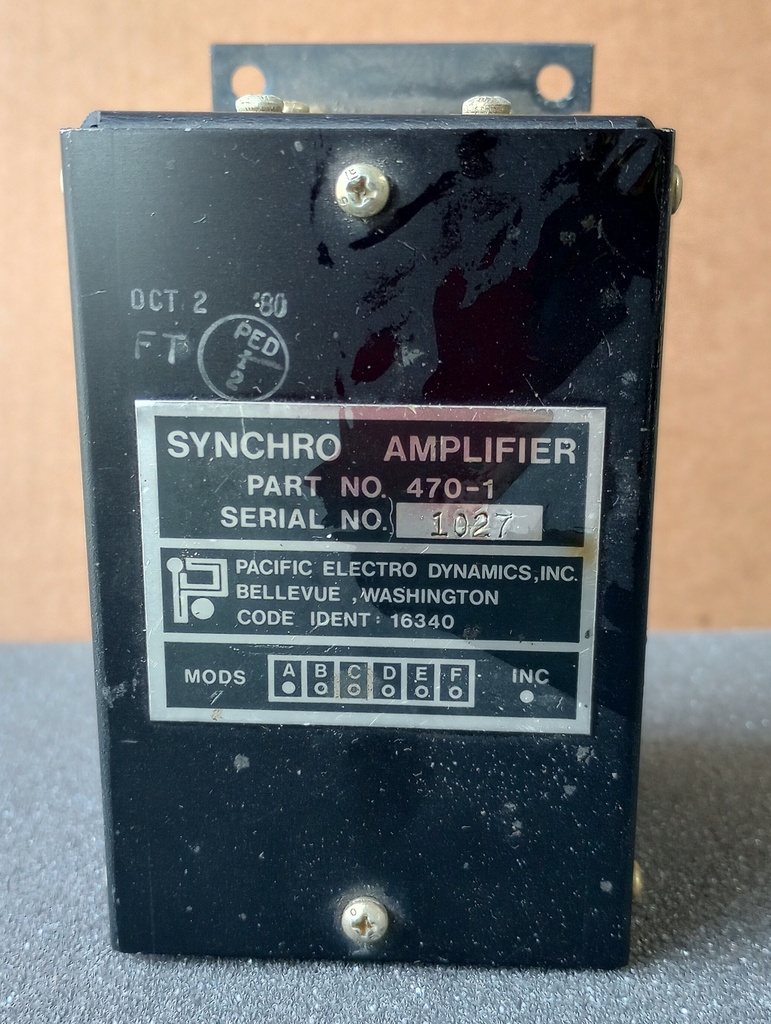 OCT 2 '80
FT
PED
I
2
SYNCHRO AMPLIFIER
PART NO. 470-1
SERIAL NO. 1027
PACIFIC ELECTRO DYNAMICS, INC.
BELLEVUE , WASHINGTON
CODE IDENT: 16340
MODS A B C D E F INC